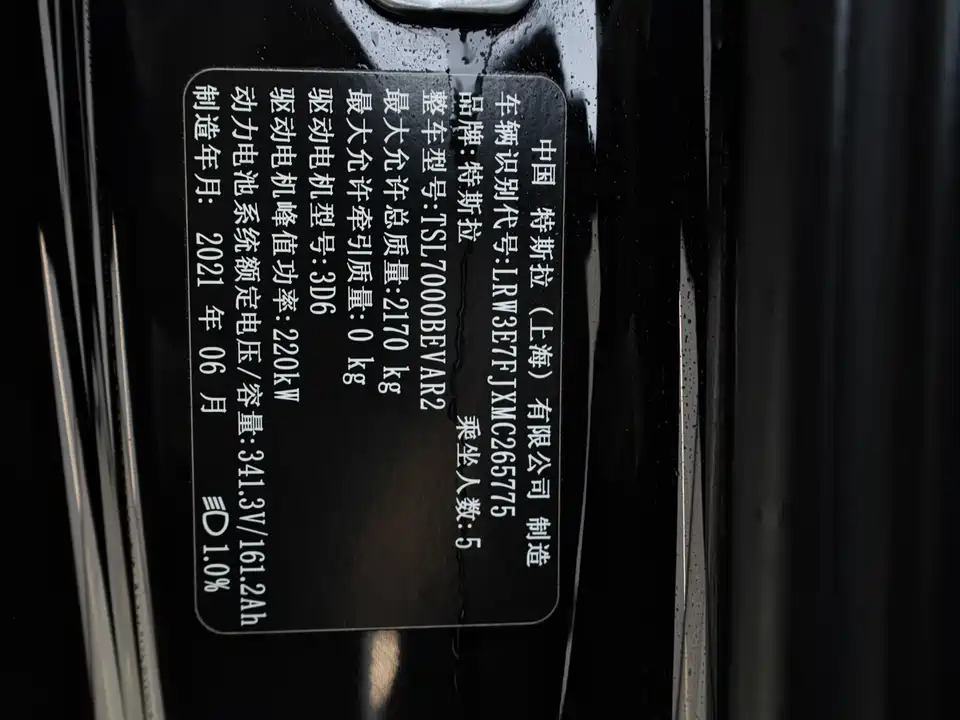 中国 特斯拉（上海）有限公司 制造
车辆识别代号:LRW3E7FJXMC265775
品牌:特斯拉 乘坐人数:5
整车型号:TSL7000BEVAR2
最大允许总质量:2170 kg
最大允许牵引质量:0 kg
驱动电机型号:3D6
驱动电机峰值功率:220kW
动力电池系统额定电压/容量:341.3V/161.2Ah
制造年月: 2021 年 06 月 1.0%